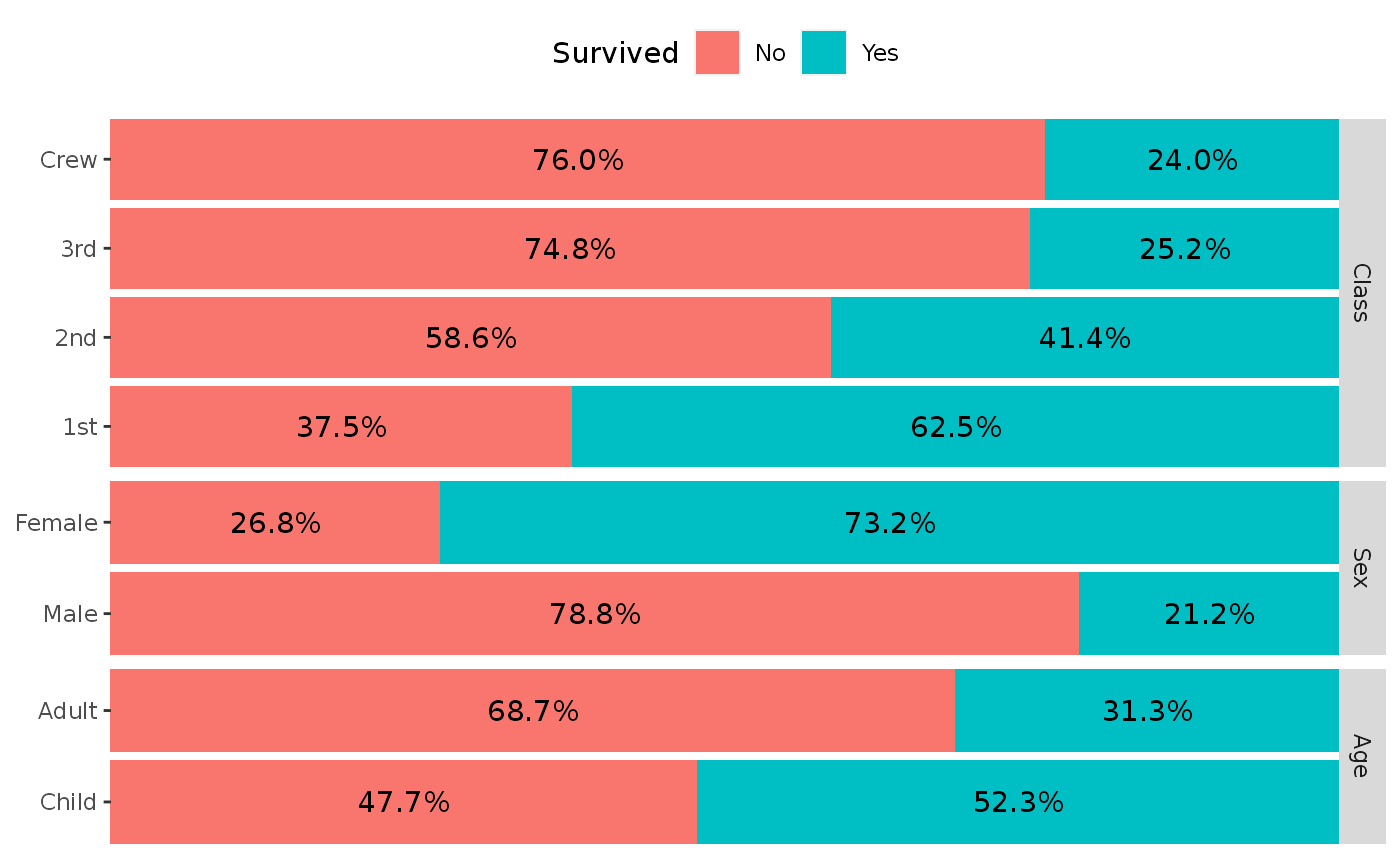 Survived No Yes
Crew 76.0% 24.0%
3rd 74.8% 25.2%
2nd 58.6% 41.4%
1st 37.5% 62.5%
Class
Female 26.8% 73.2%
Male 78.8% 21.2%
Sex
Adult 68.7% 31.3%
Child 47.7% 52.3%
Age